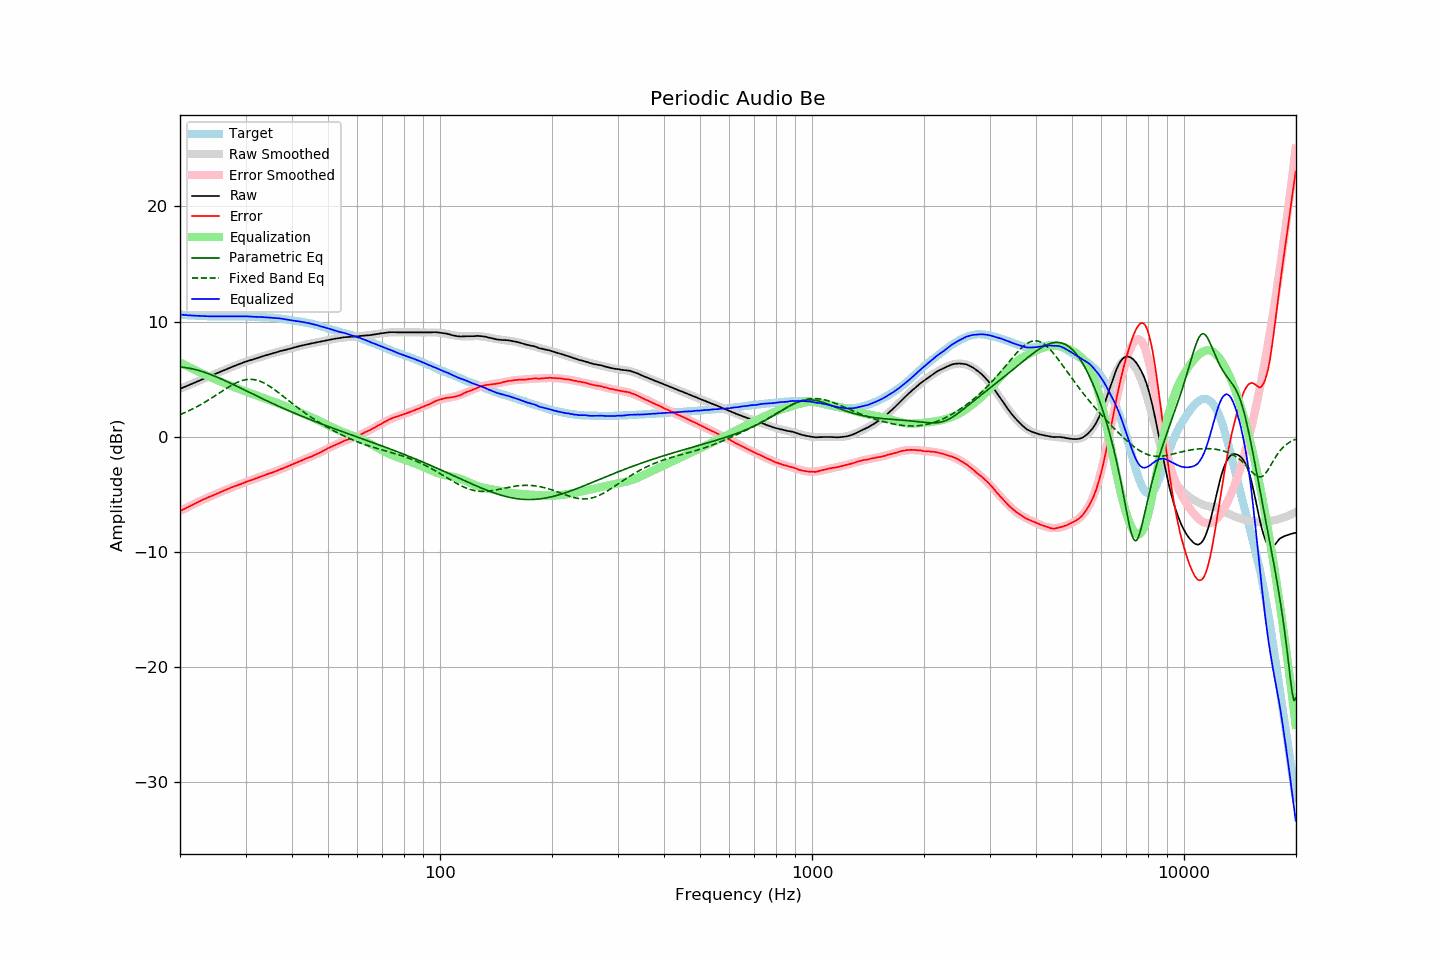 Periodic Audio Be
Target
Raw Smoothed
Error Smoothed
Raw
Error
Equalization
Parametric Eq
Fixed Band Eq
Equalized
20
10
0
−10
−20
−30
Amplitude (dBr)
100
1000
10000
Frequency (Hz)